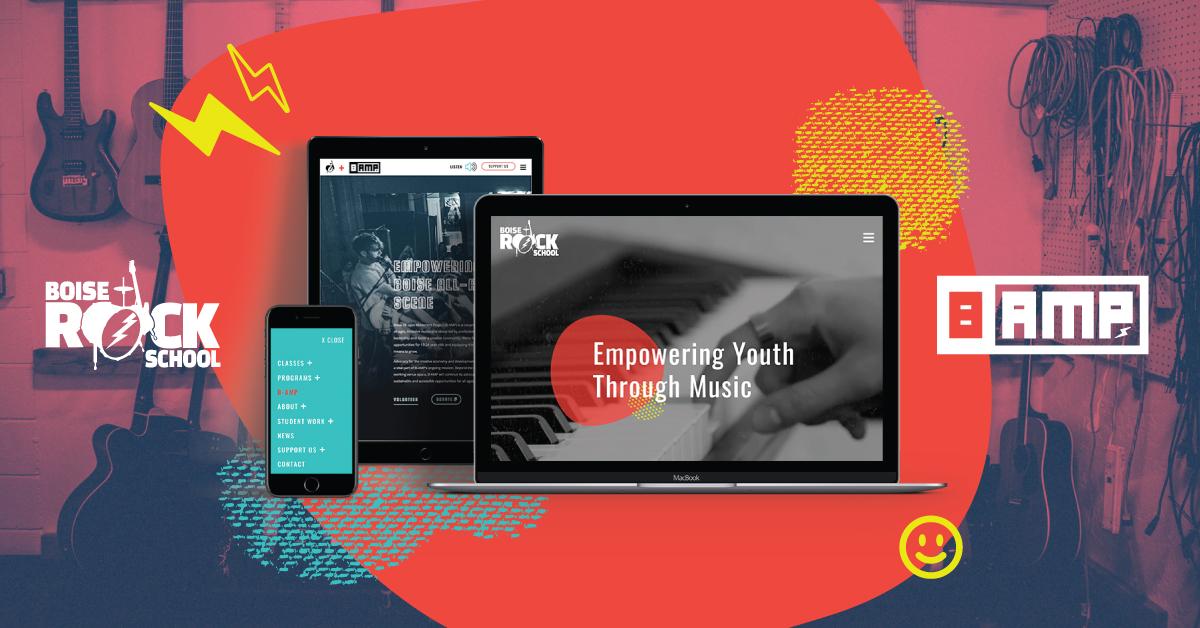 BOISE
ROCK
SCHOOL
+ B AMP
LISTEN
SUPPORT US
EMPOWERING
BOISE ALL-
SCENE
VOLUNTEER
DONATE
X CLOSE
CLASSES +
PROGRAMS +
B-AMP
ABOUT +
STUDENT WORK +
NEWS
SUPPORT US +
CONTACT
BOISE
ROCK
SCHOOL
Empowering Youth
Through Music
MacBook
B AMP